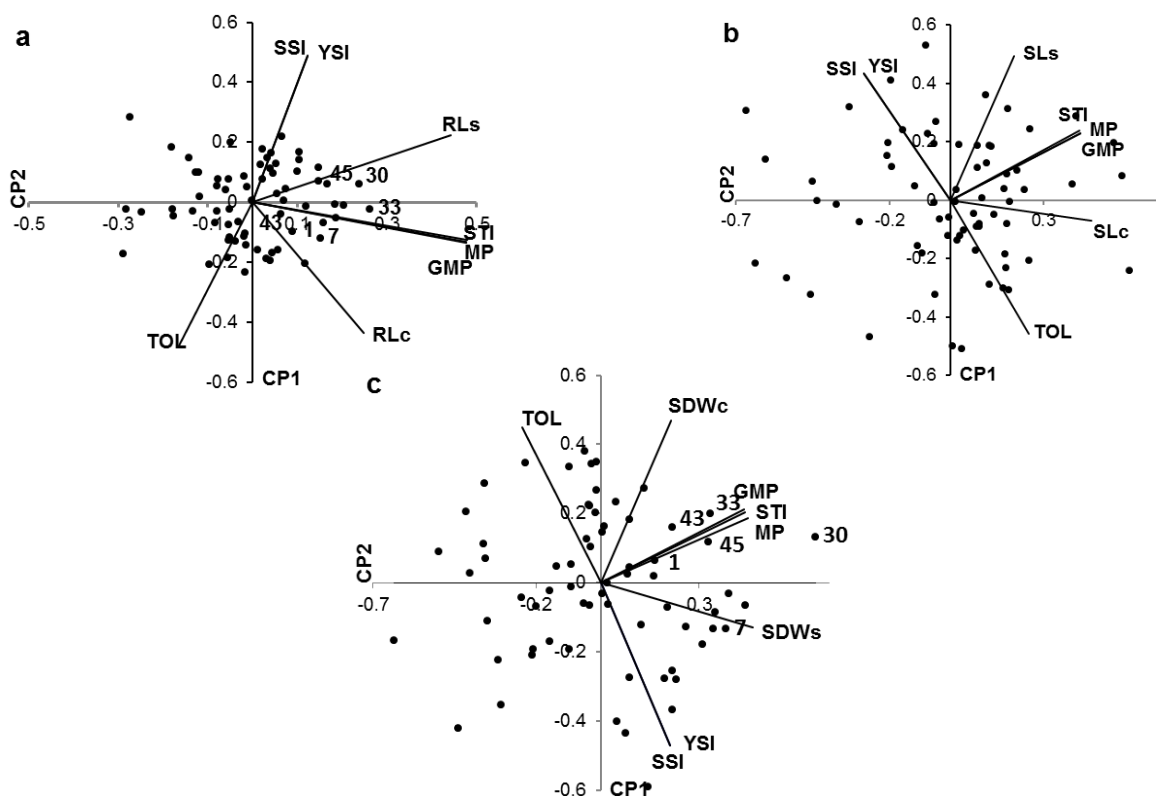 a
0.6
SSI YSI
0.4
RLs
0.2
45 30
0
CP2
-0.5
-0.3
-0.1
0.1
0.3
0.5
43 1 7
33
STI
MP
GMP
-0.2
-0.4
TOL
RLc
-0.6
CP1
b
0.6
SLs
SSI YSI
0.4
STI
MP
GMP
0.2
0
CP2
-0.7
-0.2
0.3
SLc
-0.2
-0.4
TOL
-0.6
CP1
c
0.6
TOL
SDWc
0.4
GMP
33
STI
43
MP
30
45
0.2
1
0
CP2
-0.7
-0.2
0.3
7
SDWs
-0.2
-0.4
YSI
SSI
-0.6
CP1